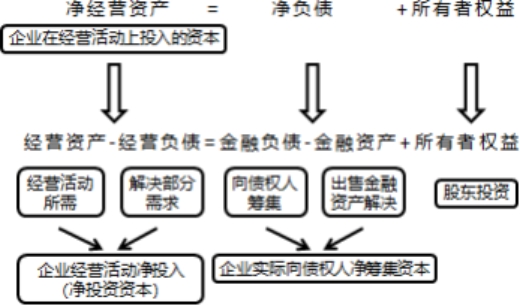 净经营资产 = 净负债 +所有者权益
企业在经营活动上投入的资本
经营资产-经营负债=金融负债-金融资产+所有者权益
经营活动
所需
解决部分
需求
向债权人
筹集
出售金融
资产解决
股东投资
企业经营活动净投入
(净投资资本)
企业实际向债权人净筹集资本